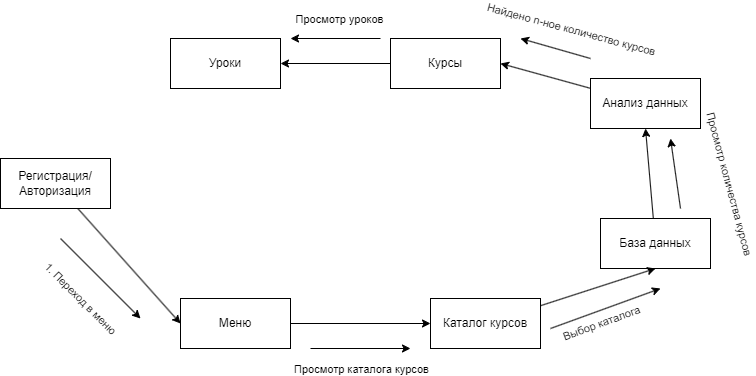 Найдено n-ное количество курсов
Просмотр уроков
Уроки
Курсы
Анализ данных
Просмотр количества курсов
Регистрация/
Авторизация
База данных
1. Переход в меню
Меню
Каталог курсов
Выбор каталога
Просмотр каталога курсов